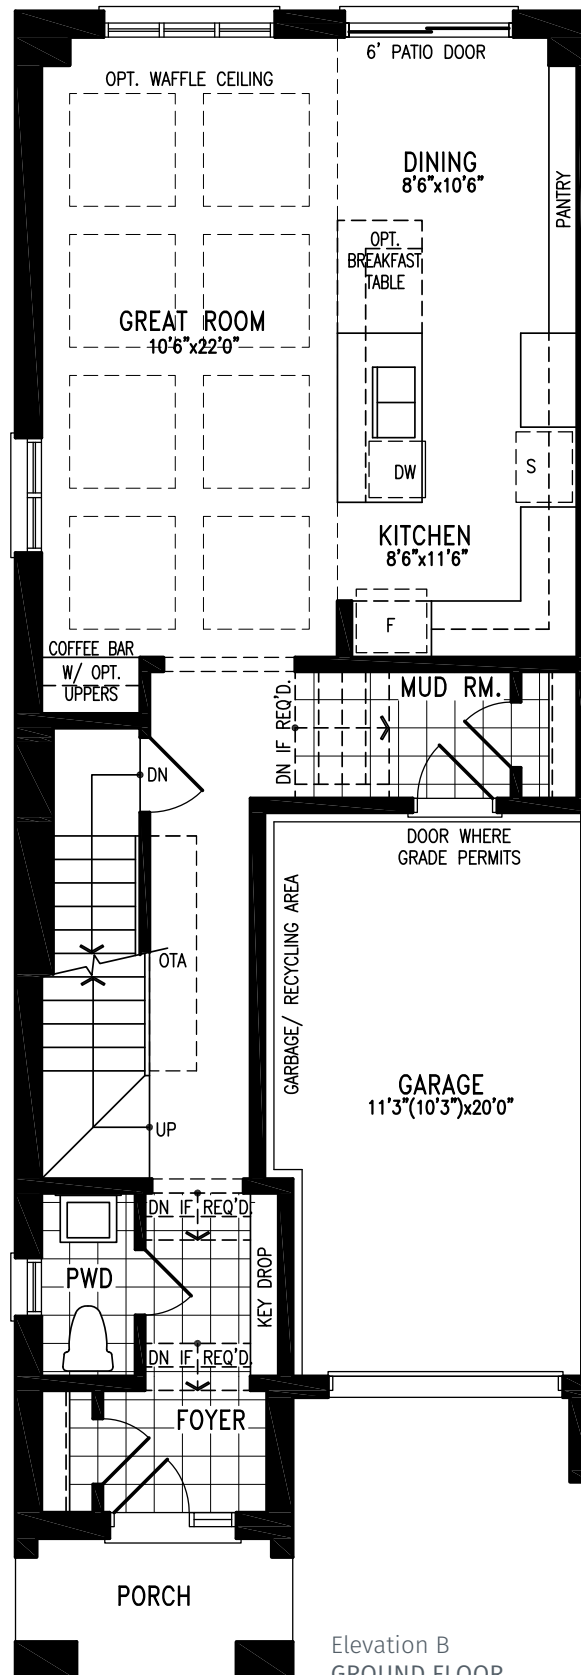 6' PATIO DOOR
OPT. WAFFLE CEILING
DINING
8'6"x10'6"
PANTRY
OPT.
BREAKFAST
TABLE
GREAT ROOM
10'6"x22'0"
DW
S
KITCHEN
8'6"x11'6"
F
COFFEE BAR
W/ OPT.
UPPERS
MUD RM.
DN IF REQ'D.
DN
DOOR WHERE
GRADE PERMITS
OTA
GARBAGE/ RECYCLING AREA
GARAGE
11'3"(10'3")x20'0"
UP
DN IF REQ'D.
PWD
KEY DROP
DN IF REQ'D.
FOYER
PORCH
Elevation B
GROUND FLOOR